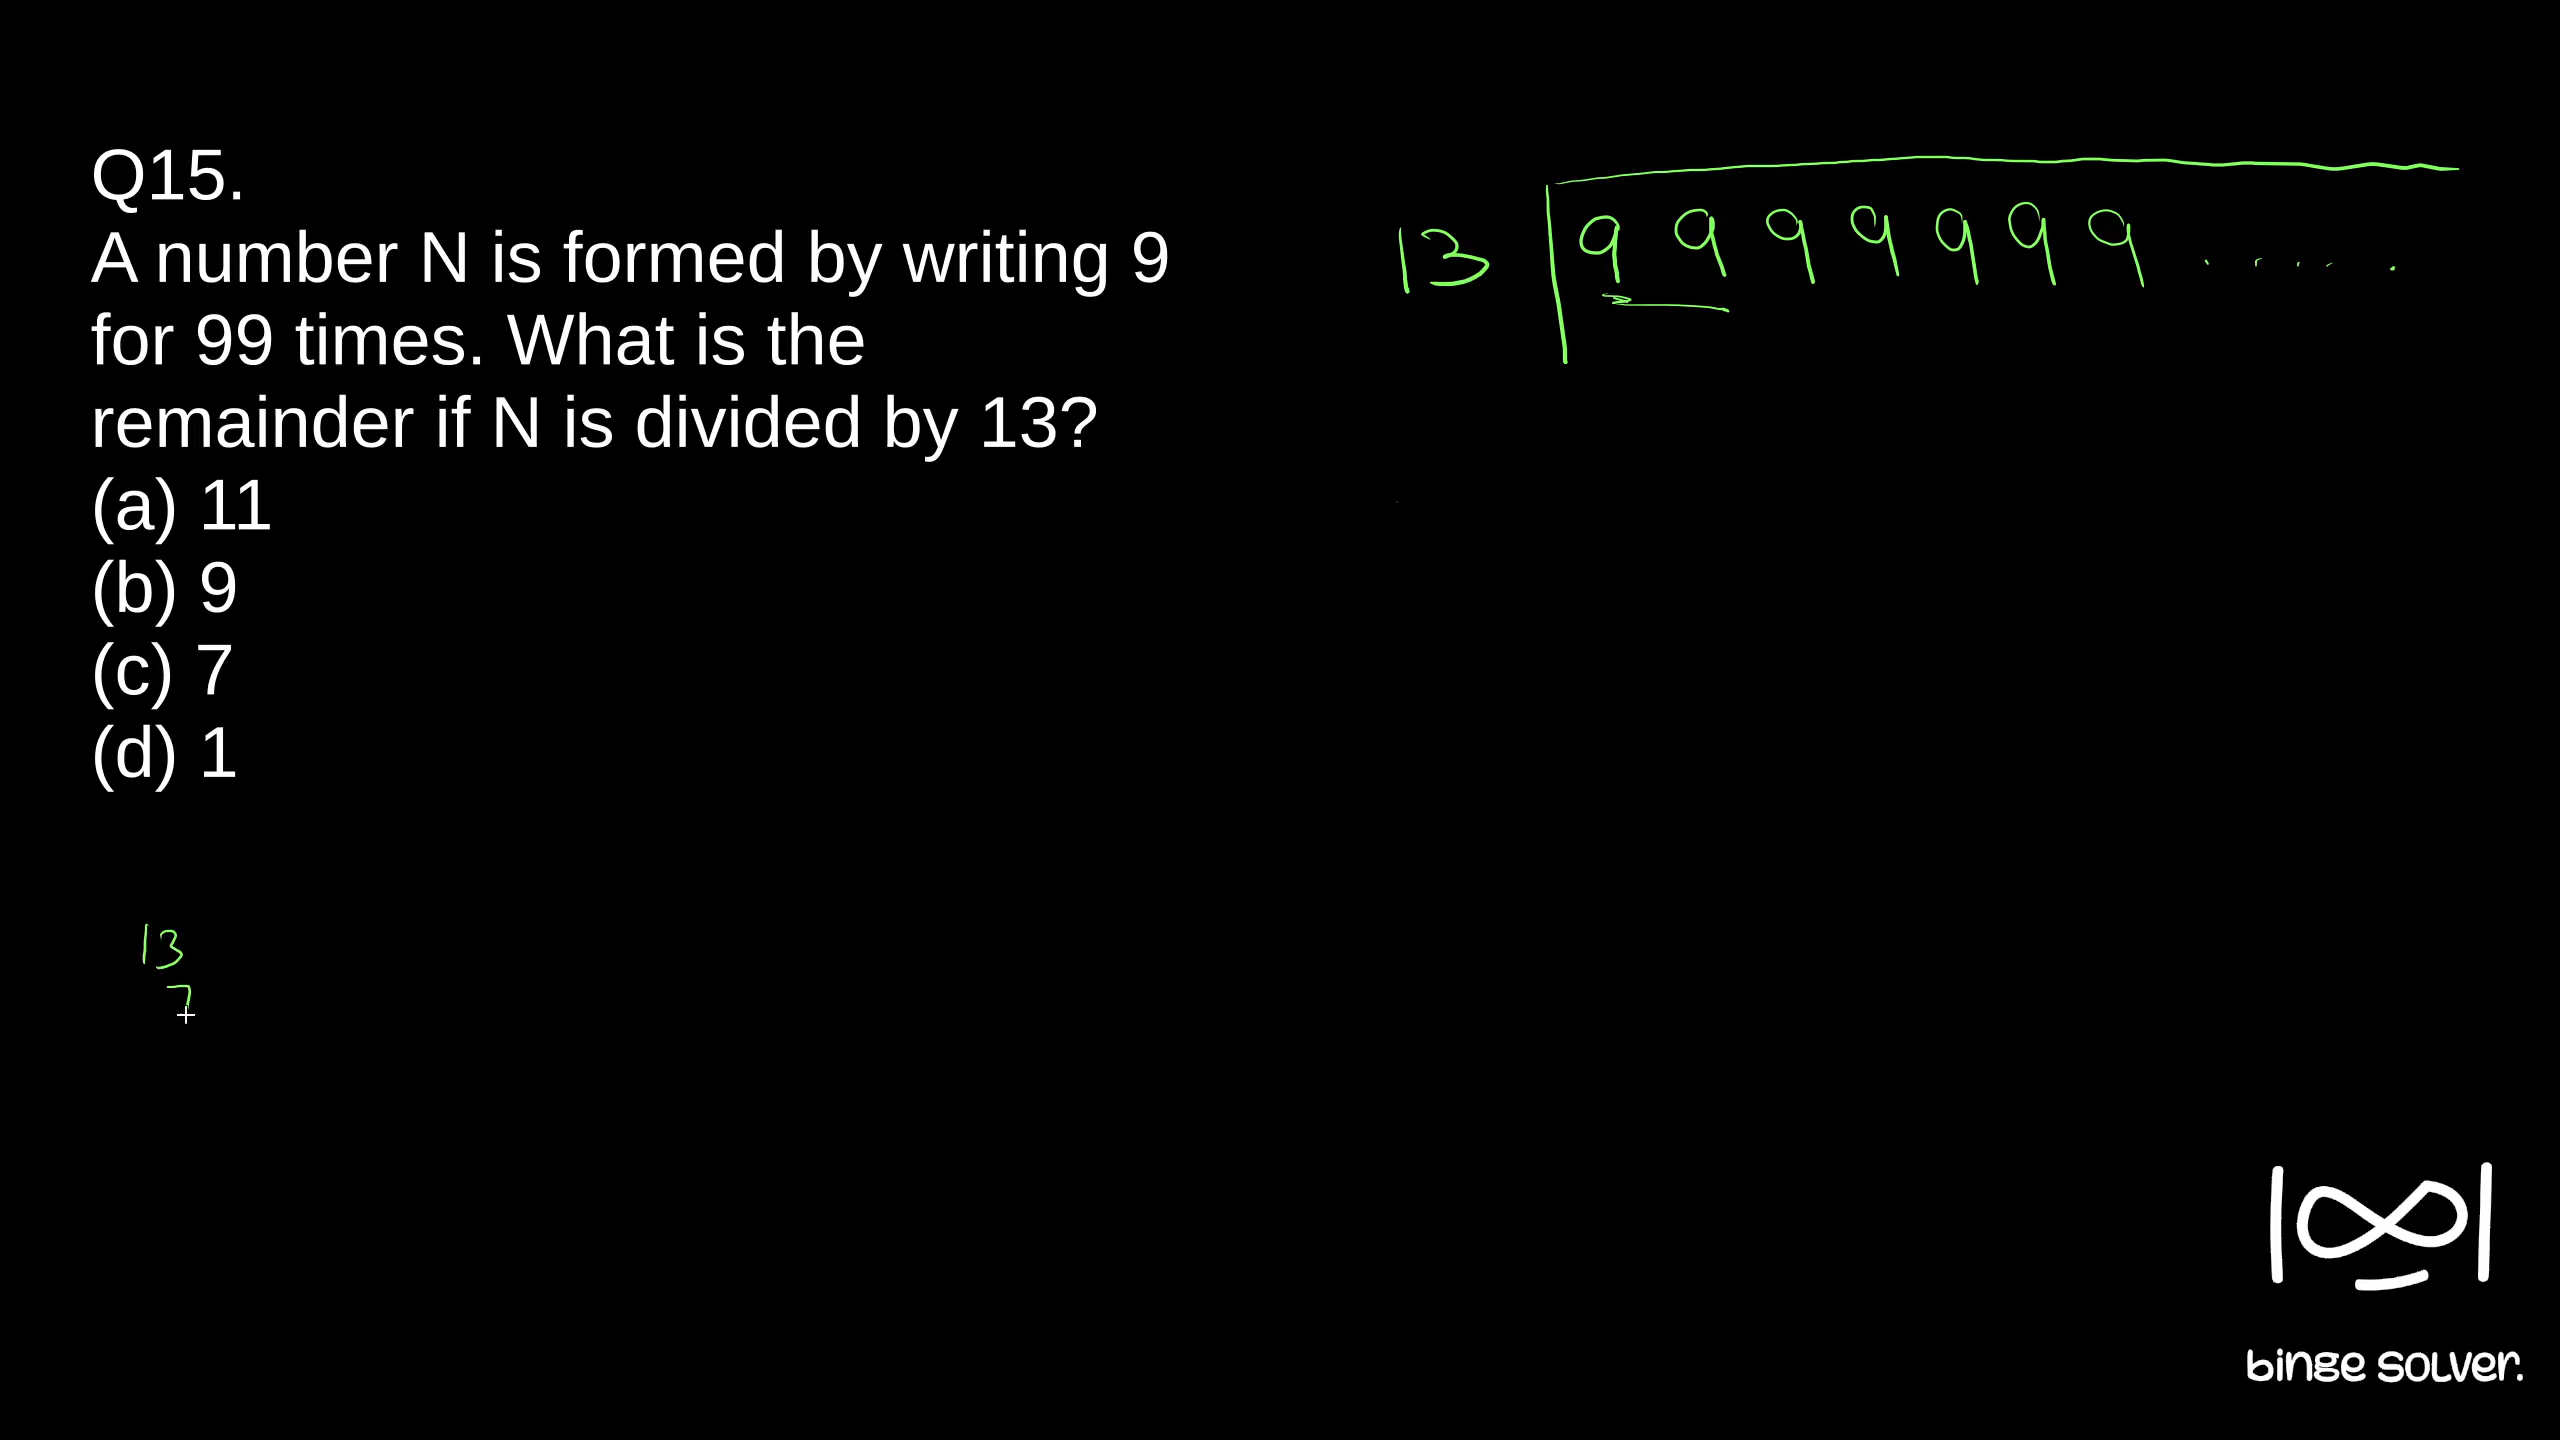 Q15.
A number N is formed by writing 9
for 99 times. What is the
remainder if N is divided by 13?
(a) 11
(b) 9
(c) 7
(d) 1
13
7
13 9 9 9 9 9 9 9 . . . . .
binge solver.